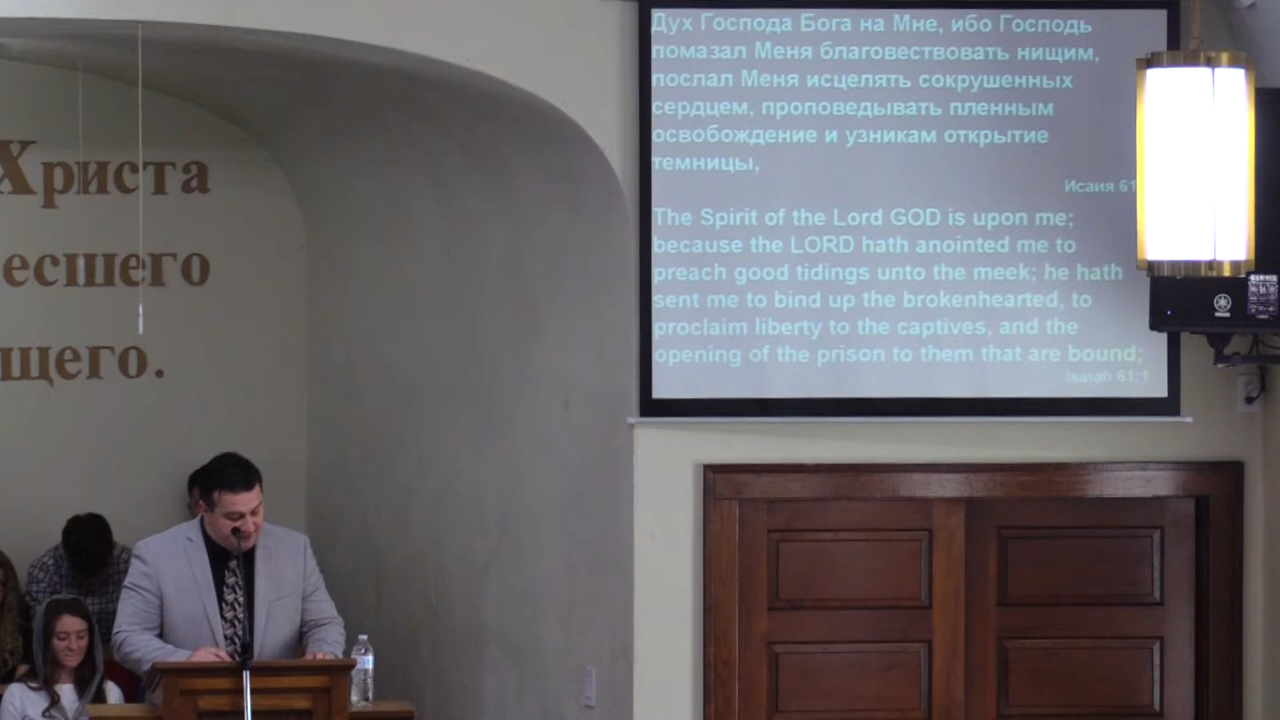 Христа
есшего
щего.
Дух Господа Бога на Мне, ибо Господь
помазал Меня благовествовать нищим,
послал Меня исцелять сокрушенных
сердцем, проповедывать пленным
освобождение и узникам открытие
темницы,
Исаия 61
The Spirit of the Lord GOD is upon me;
because the LORD hath anointed me to
preach good tidings unto the meek; he hath
sent me to bind up the brokenhearted, to
proclaim liberty to the captives, and the
opening of the prison to them that are bound;
Isaiah 61:1